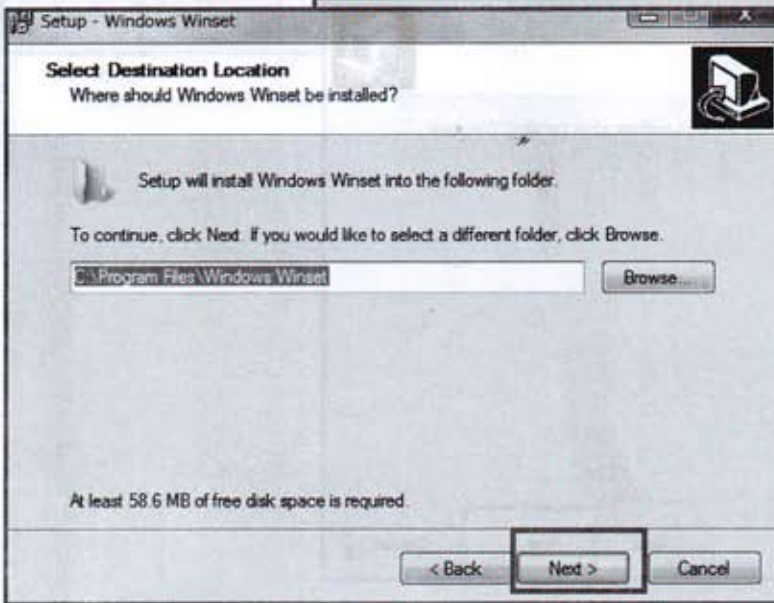 Setup - Windows Winset
Select Destination Location
Where should Windows Winset be installed?
Setup will install Windows Winset into the following folder.
To continue, click Next. If you would like to select a different folder, click Browse.
C:\Program Files\Windows Winset
Browse...
At least 58.6 MB of free disk space is required.
< Back
Next >
Cancel